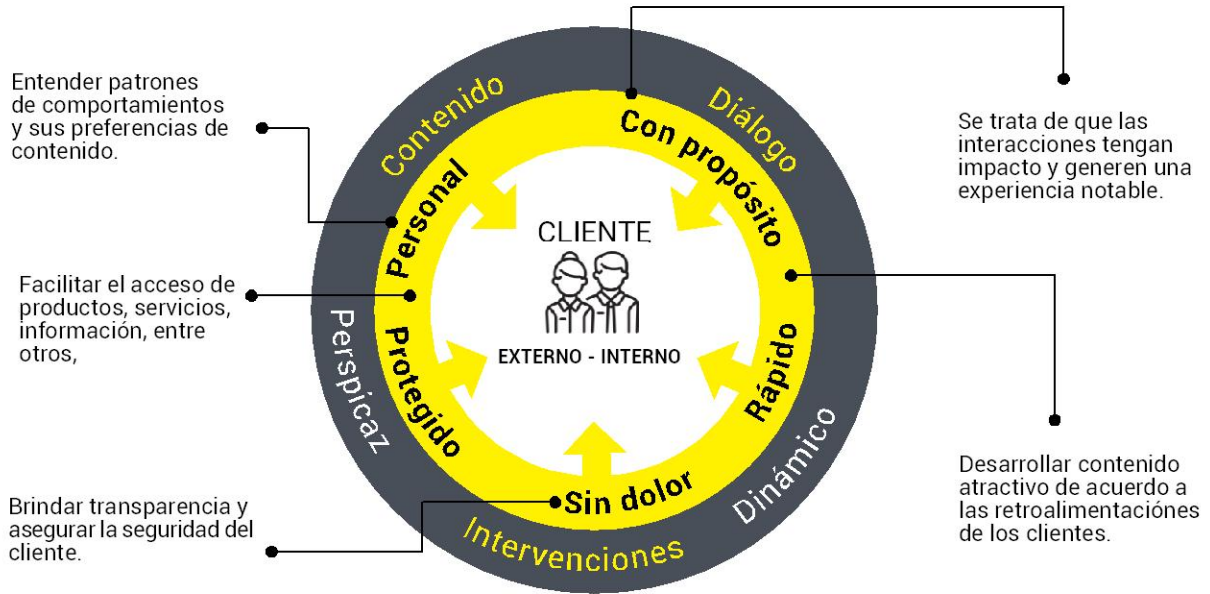 Entender patrones
de comportamientos
y sus preferencias de
contenido.
Facilitar el acceso de
productos, servicios,
información, entre
otros,
Brindar transparencia y
asegurar la seguridad del
cliente.
Contenido
Diálogo
Perspicaz
Dinámico
Intervenciones
Personal
Con propósito
Protegido
Rápido
Sin dolor
CLIENTE
EXTERNO - INTERNO
Se trata de que las
interacciones tengan
impacto y generen una
experiencia notable.
Desarrollar contenido
atractivo de acuerdo a
las retroalimentaciónes
de los clientes.